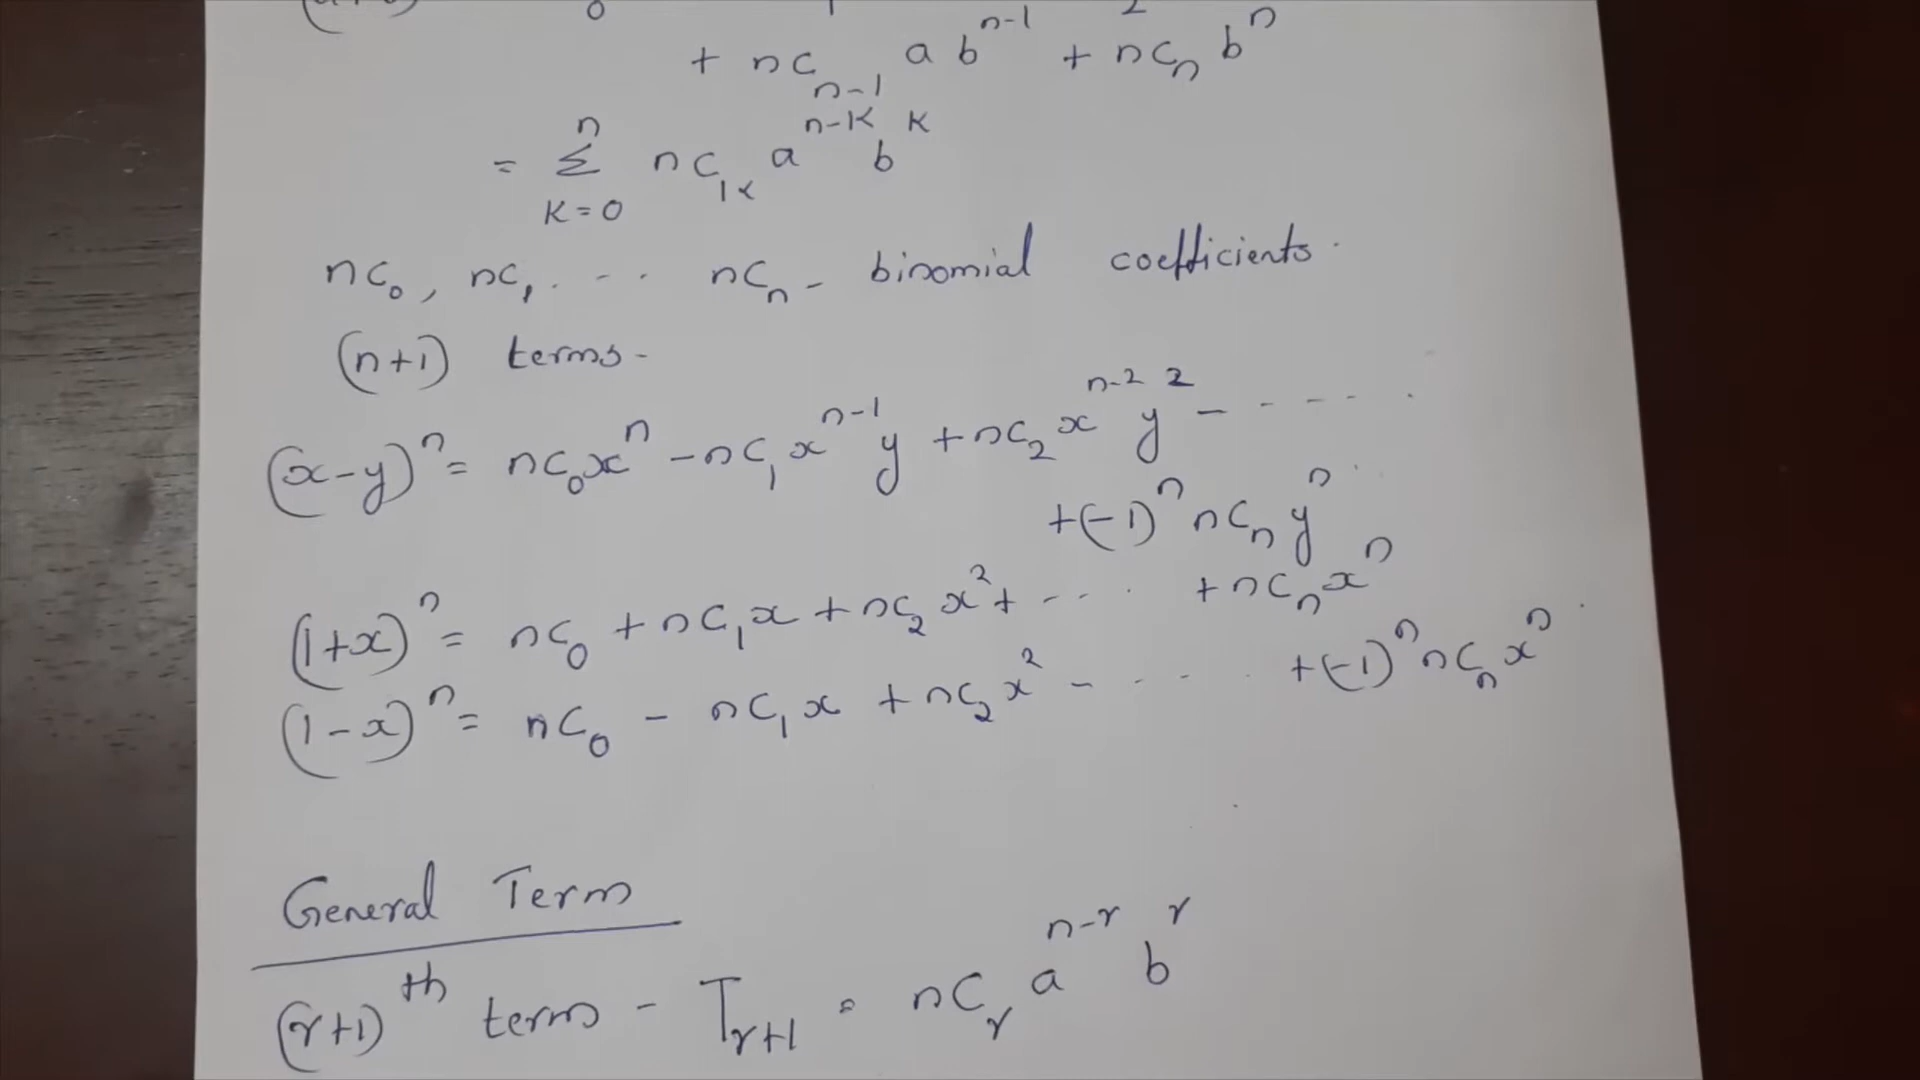 + nC_{n-1} a b^{n-1} + nC_n b^n
= Σ_{K=0}^{n} nC_K a^{n-K} b^K
nC_0, nC_1, . - - . . nC_n - binomial coefficients.
(n+1) terms-
(x-y)^n = nC_0 x^n - nC_1 x^{n-1} y + nC_2 x^{n-2} y^2 - - - - - - .
+(-1)^n nC_n y^n
(1+x)^n = nC_0 + nC_1 x + nC_2 x^2 + - - . . + nC_n x^n
(1-x)^n = nC_0 - nC_1 x + nC_2 x^2 - - . . . +(-1)^n nC_n x^n
General Term
(r+1)^{th} term - T_{r+1} = nC_r a^{n-r} b^r